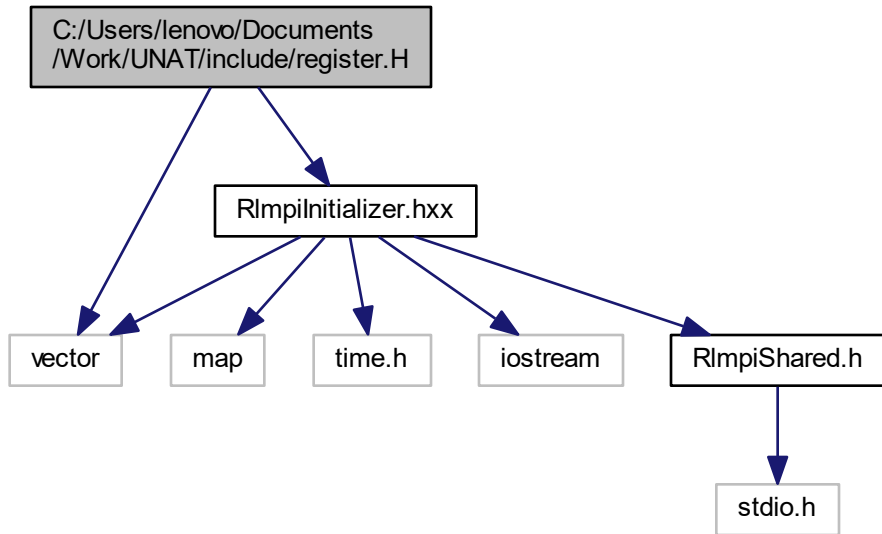 C:/Users/lenovo/Documents
/Work/UNAT/include/register.H
RlmpiInitializer.hxx
vector
map
time.h
iostream
RlmpiShared.h
stdio.h